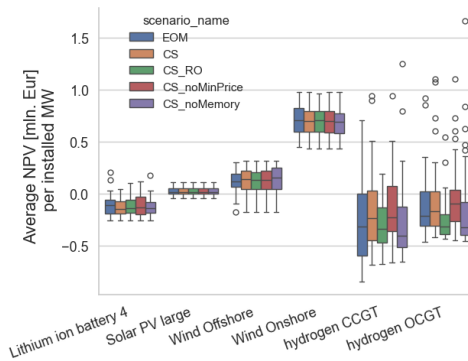 scenario_name
EOM
CS
CS_RO
CS_noMinPrice
CS_noMemory
Average NPV [mln. Eur]
per installed MW
1.5
1.0
0.5
0.0
−0.5
Lithium ion battery 4
Solar PV large
Wind Offshore
Wind Onshore
hydrogen CCGT
hydrogen OCGT